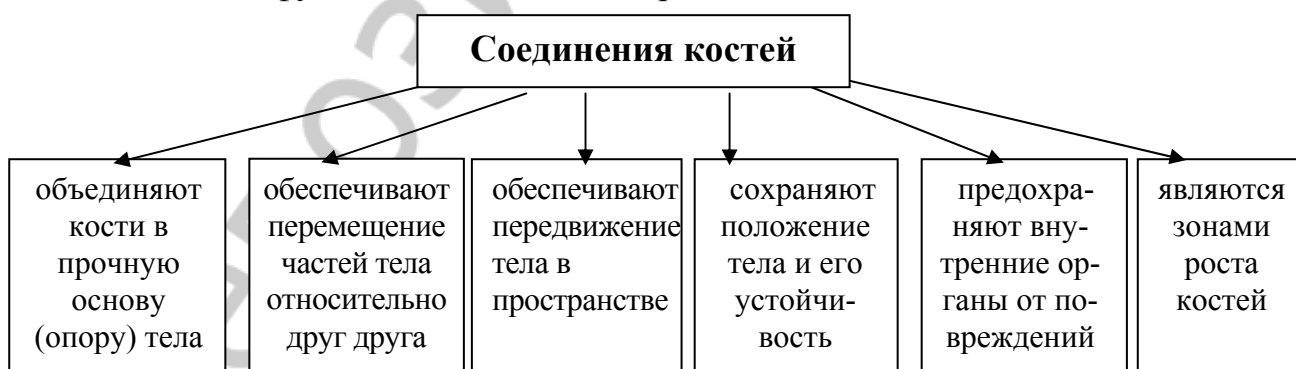 Соединения костей
объединяют
кости в
прочную
основу
(опору) тела
обеспечивают
перемещение
частей тела
относительно
друг друга
обеспечивают
передвижение
тела в
пространстве
сохраняют
положение
тела и его
устойчи-
вость
предохра-
няют вну-
тренние ор-
ганы от по-
вреждений
являются
зонами
роста
костей